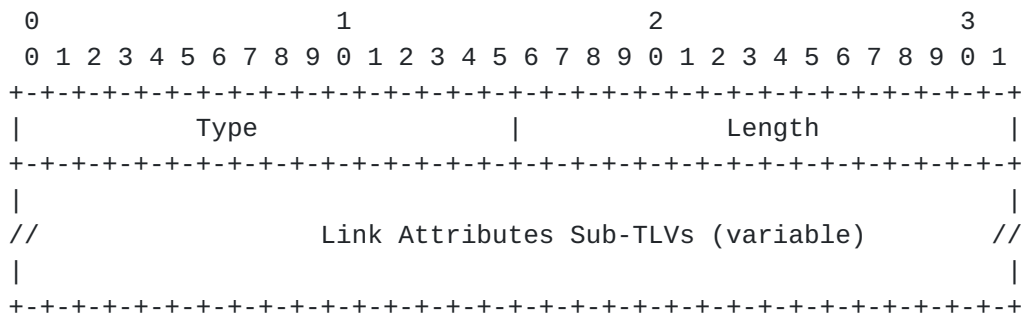 0                   1                   2                   3
 0 1 2 3 4 5 6 7 8 9 0 1 2 3 4 5 6 7 8 9 0 1 2 3 4 5 6 7 8 9 0 1
+-+-+-+-+-+-+-+-+-+-+-+-+-+-+-+-+-+-+-+-+-+-+-+-+-+-+-+-+-+-+-+-+
|           Type                |             Length            |
+-+-+-+-+-+-+-+-+-+-+-+-+-+-+-+-+-+-+-+-+-+-+-+-+-+-+-+-+-+-+-+-+
|                                                               |
//                  Link Attributes Sub-TLVs (variable)        //
|                                                               |
+-+-+-+-+-+-+-+-+-+-+-+-+-+-+-+-+-+-+-+-+-+-+-+-+-+-+-+-+-+-+-+-+